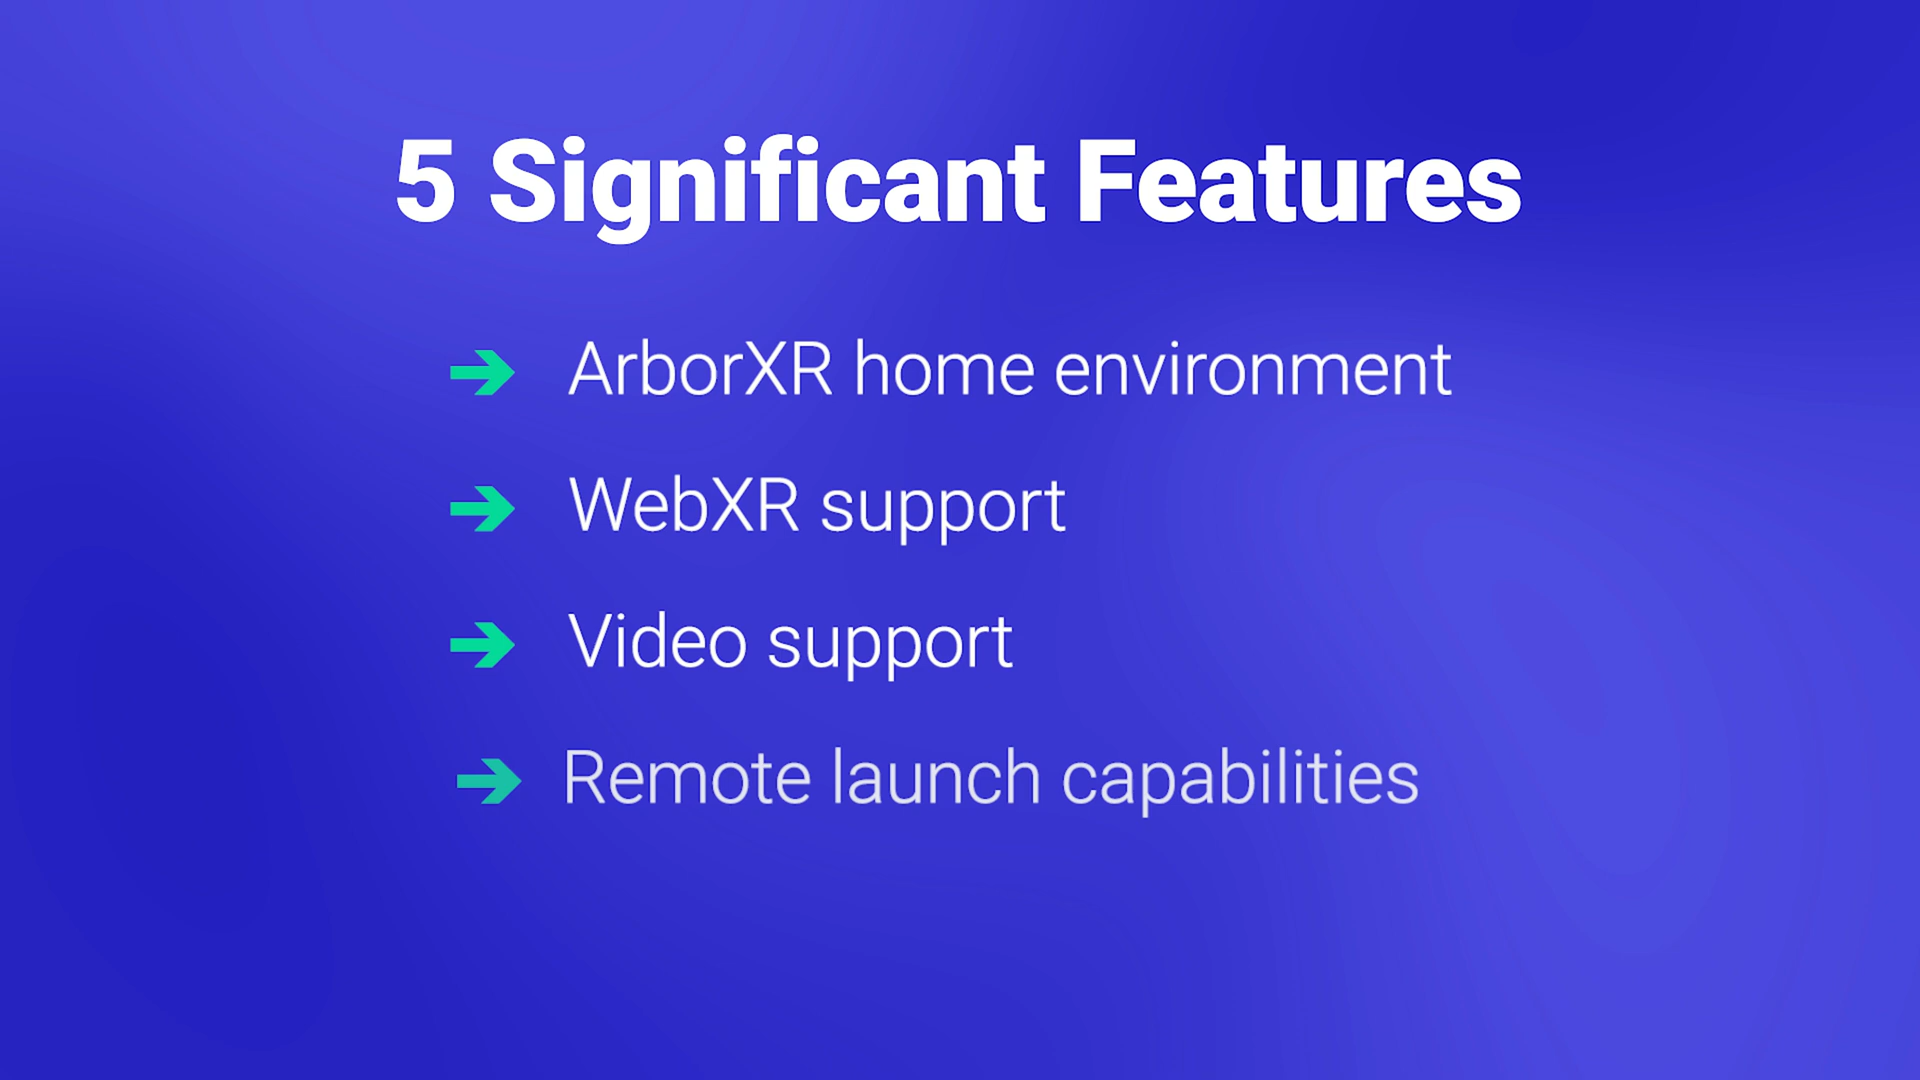 5 Significant Features
ArborXR home environment
WebXR support
Video support
Remote launch capabilities